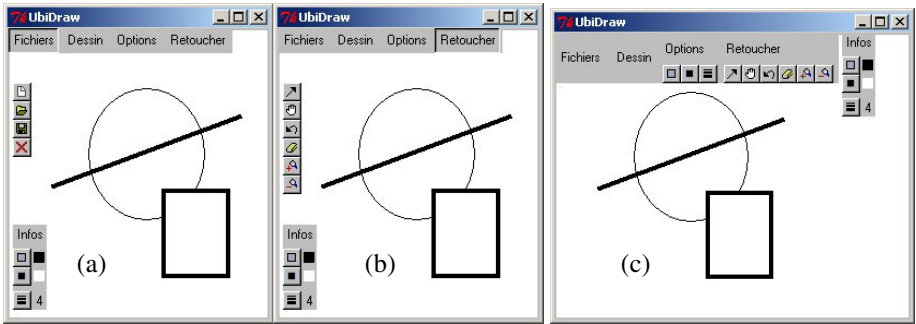 UbiDraw
Fichiers Dessin Options Retoucher
Infos
4
(a)
UbiDraw
Fichiers Dessin Options Retoucher
Infos
4
(b)
UbiDraw
Fichiers Dessin Options Retoucher
Infos
4
(c)